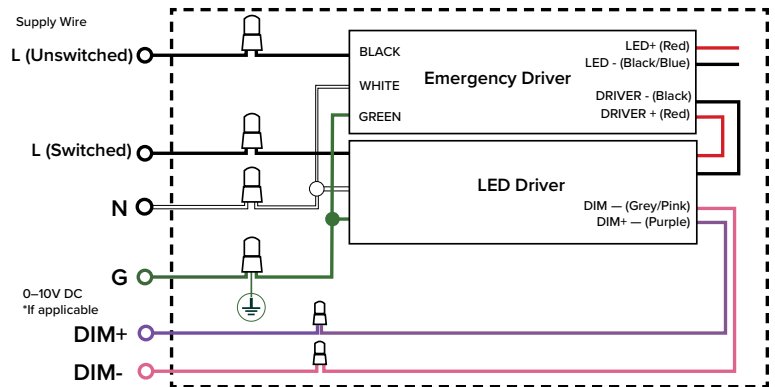 Supply Wire
L (Unswitched)
BLACK
WHITE
GREEN
Emergency Driver
LED+ (Red)
LED - (Black/Blue)
DRIVER - (Black)
DRIVER + (Red)
L (Switched)
LED Driver
N
DIM — (Grey/Pink)
DIM+ — (Purple)
G
0–10V DC
*If applicable
DIM+
DIM-